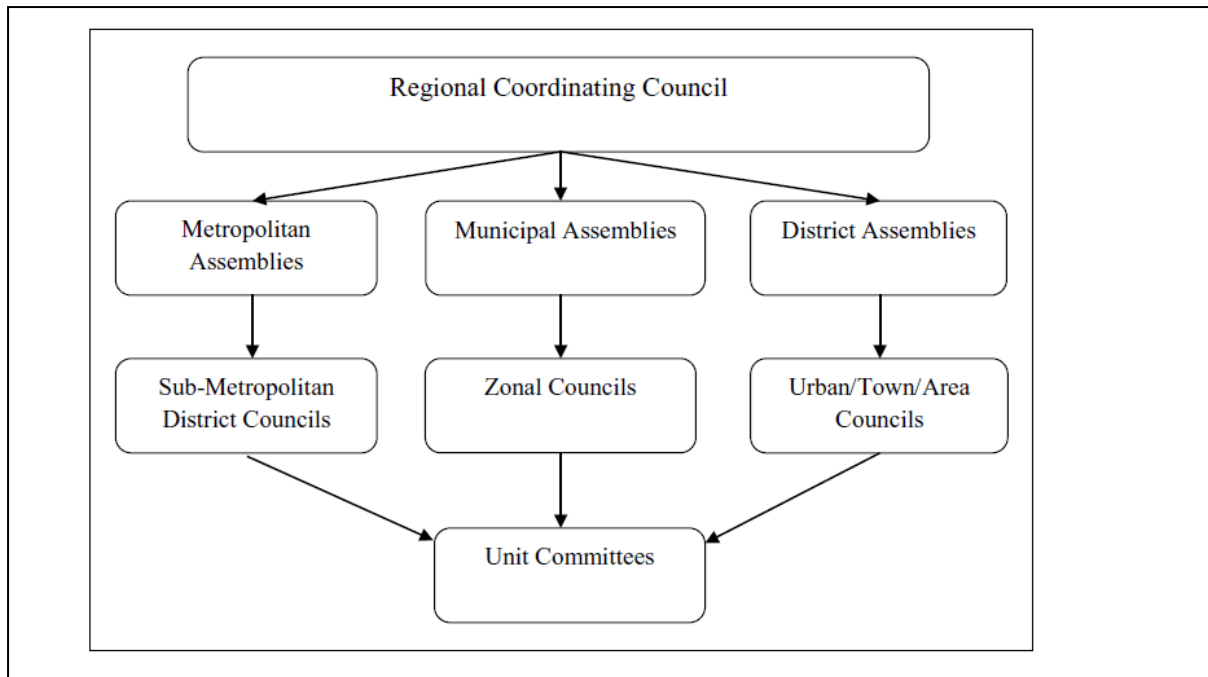 Regional Coordinating Council
Metropolitan
Assemblies
Municipal Assemblies
District Assemblies
Sub-Metropolitan
District Councils
Zonal Councils
Urban/Town/Area
Councils
Unit Committees